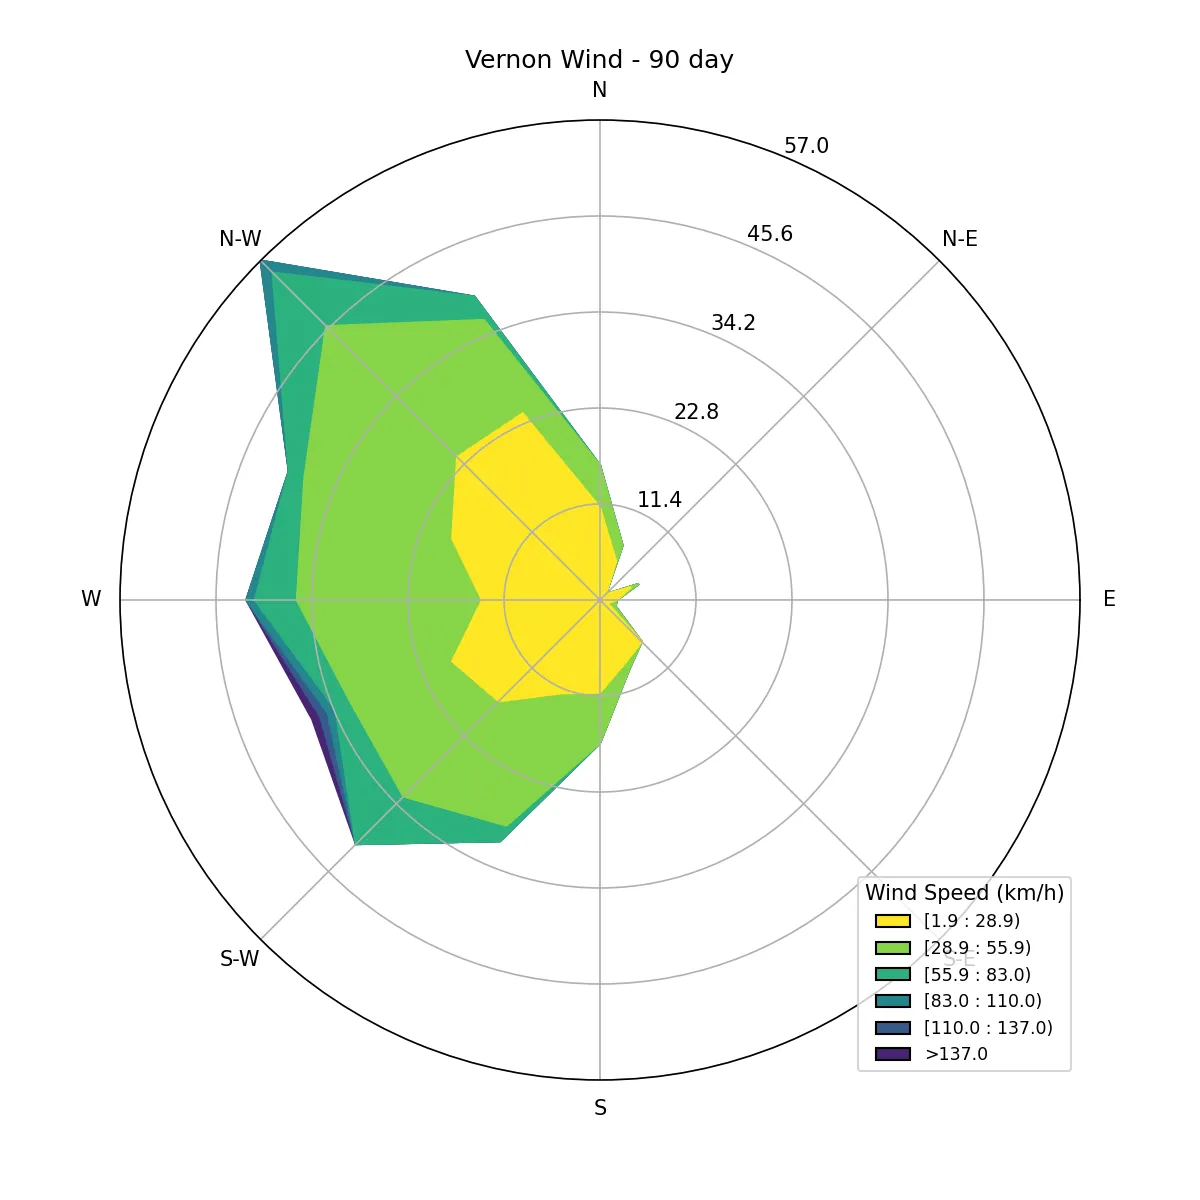 Vernon Wind - 90 day
N
57.0
45.6
N-W
N-E
34.2
22.8
11.4
W
E
Wind Speed (km/h)
[1.9 : 28.9)
[28.9 : 55.9)
S-W
S-E
[55.9 : 83.0)
[83.0 : 110.0)
[110.0 : 137.0)
>137.0
S